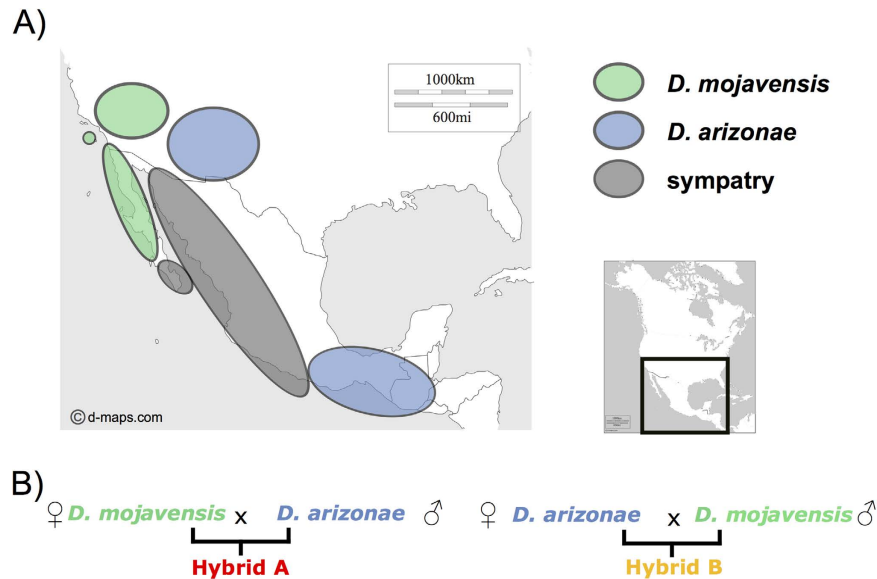 A)
1000km
600mi
D. mojavensis
D. arizonae
sympatry
© d-maps.com
B)
♀ D. mojavensis x D. arizonae ♂
Hybrid A
♀ D. arizonae x D. mojavensis ♂
Hybrid B